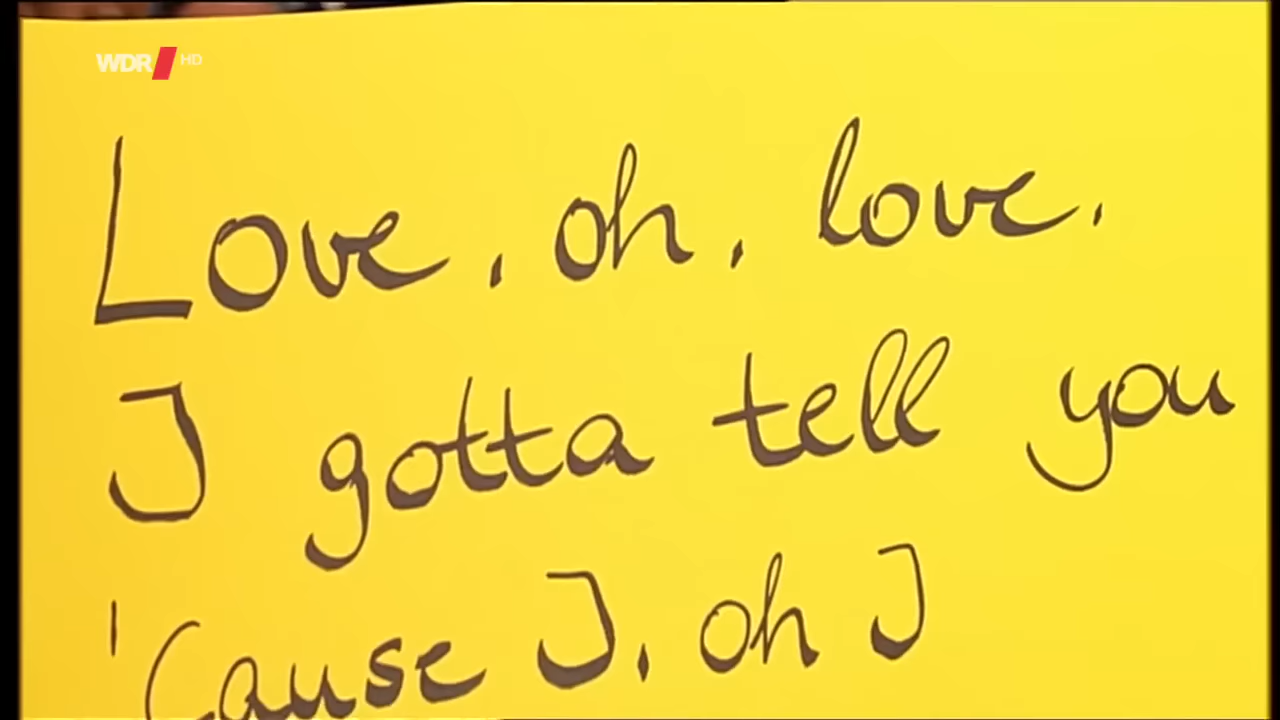 WDR HD
Love, oh, love,
I gotta tell you
'Cause I, oh I